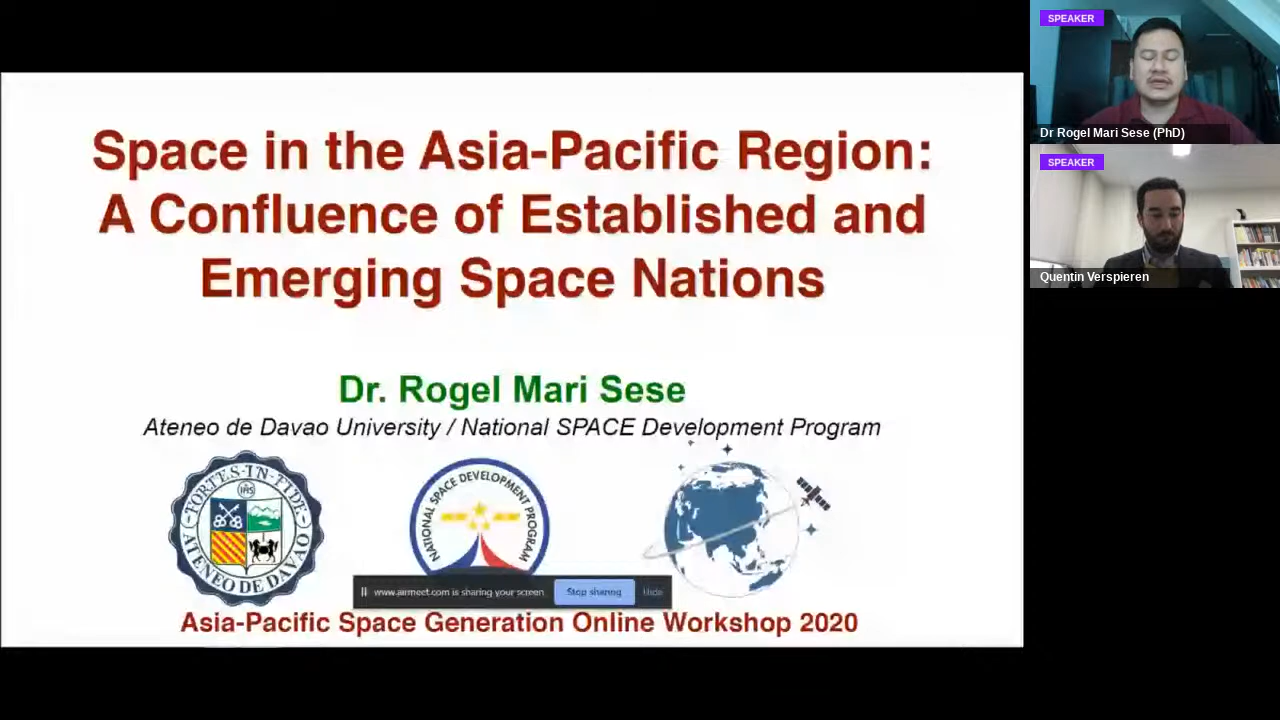 Space in the Asia-Pacific Region:
A Confluence of Established and
Emerging Space Nations
Dr. Rogel Mari Sese
Ateneo de Davao University / National SPACE Development Program
FORTES·IN·FIDE
IHS
ATENEO DE DAVAO
NATIONAL SPACE DEVELOPMENT PROGRAM
www.airmeet.com is sharing your screen
Stop sharing
Hide
Asia-Pacific Space Generation Online Workshop 2020
SPEAKER
Dr Rogel Mari Sese (PhD)
SPEAKER
Quentin Verspieren